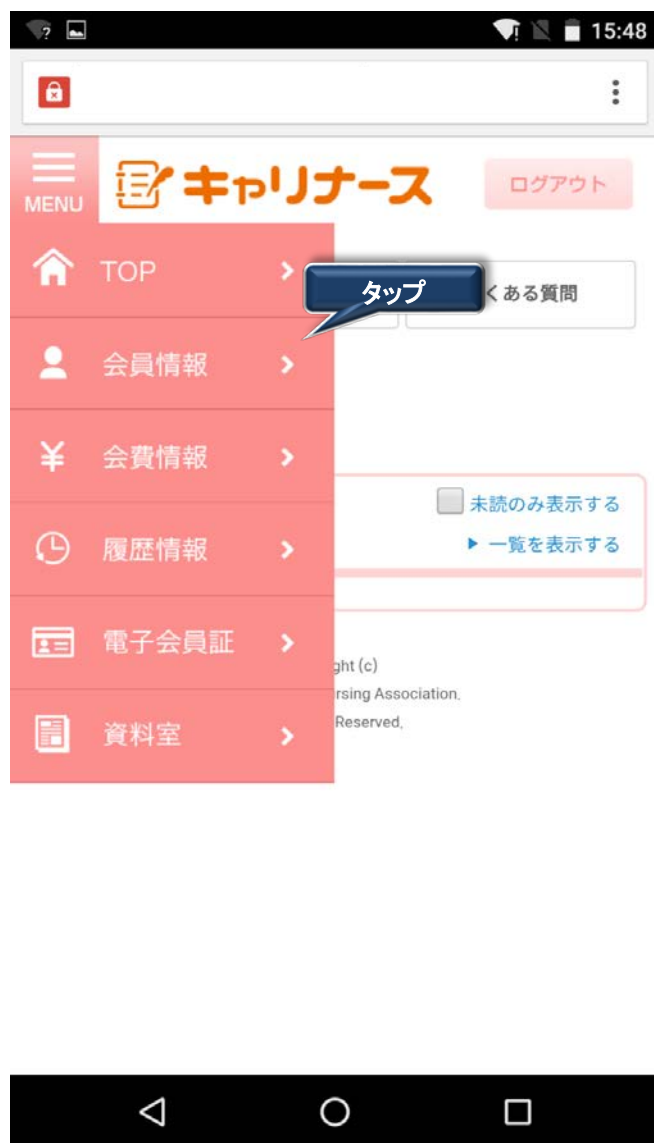 15:48
MENU
キャリナース
ログアウト
TOP
タップ
くある質問
会員情報
会費情報
未読のみ表示する
履歴情報
一覧を表示する
電子会員証
ght (c)
rsing Association.
資料室
Reserved.